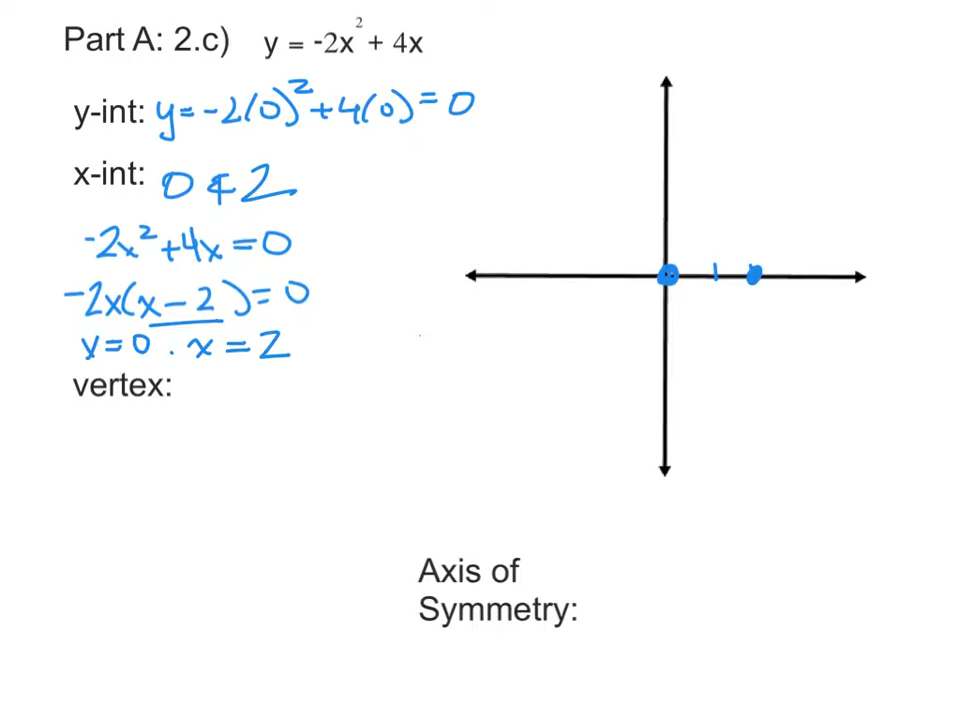 Part A: 2.c) y = -2x² + 4x
y-int: y = -2(0)² + 4(0) = 0
x-int: 0 & 2
-2x² + 4x = 0
-2x(x - 2) = 0
x = 0 . x = 2
vertex:
Axis of
Symmetry: